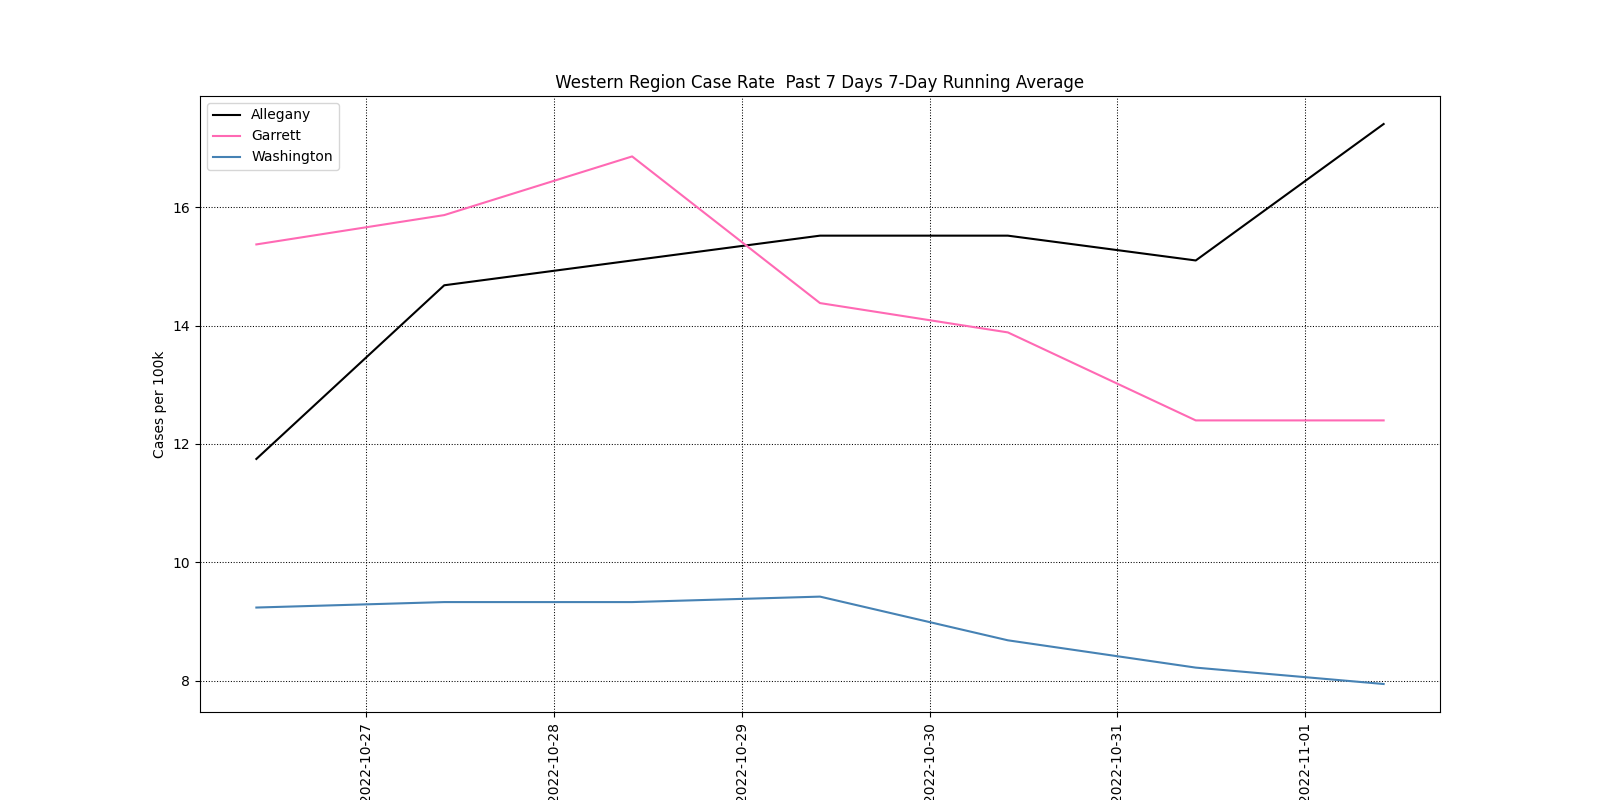 Western Region Case Rate  Past 7 Days 7-Day Running Average
Allegany
Garrett
Washington
Cases per 100k
16
14
12
10
8
2022-10-27
2022-10-28
2022-10-29
2022-10-30
2022-10-31
2022-11-01